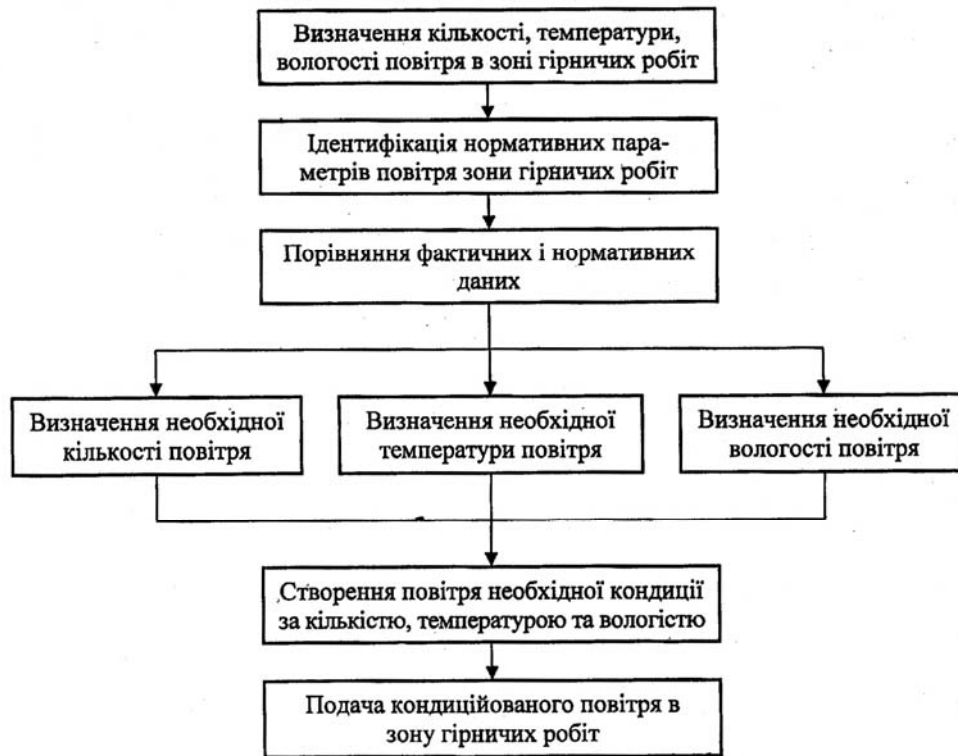 Визначення кількості, температури,
вологості повітря в зоні гірничих робіт
Ідентифікація нормативних пара-
метрів повітря зони гірничих робіт
Порівняння фактичних і нормативних
даних
Визначення необхідної
кількості повітря
Визначення необхідної
температури повітря
Визначення необхідної
вологості повітря
Створення повітря необхідної кондиції
за кількістю, температурою та вологістю
Подача кондиційованого повітря в
зону гірничих робіт